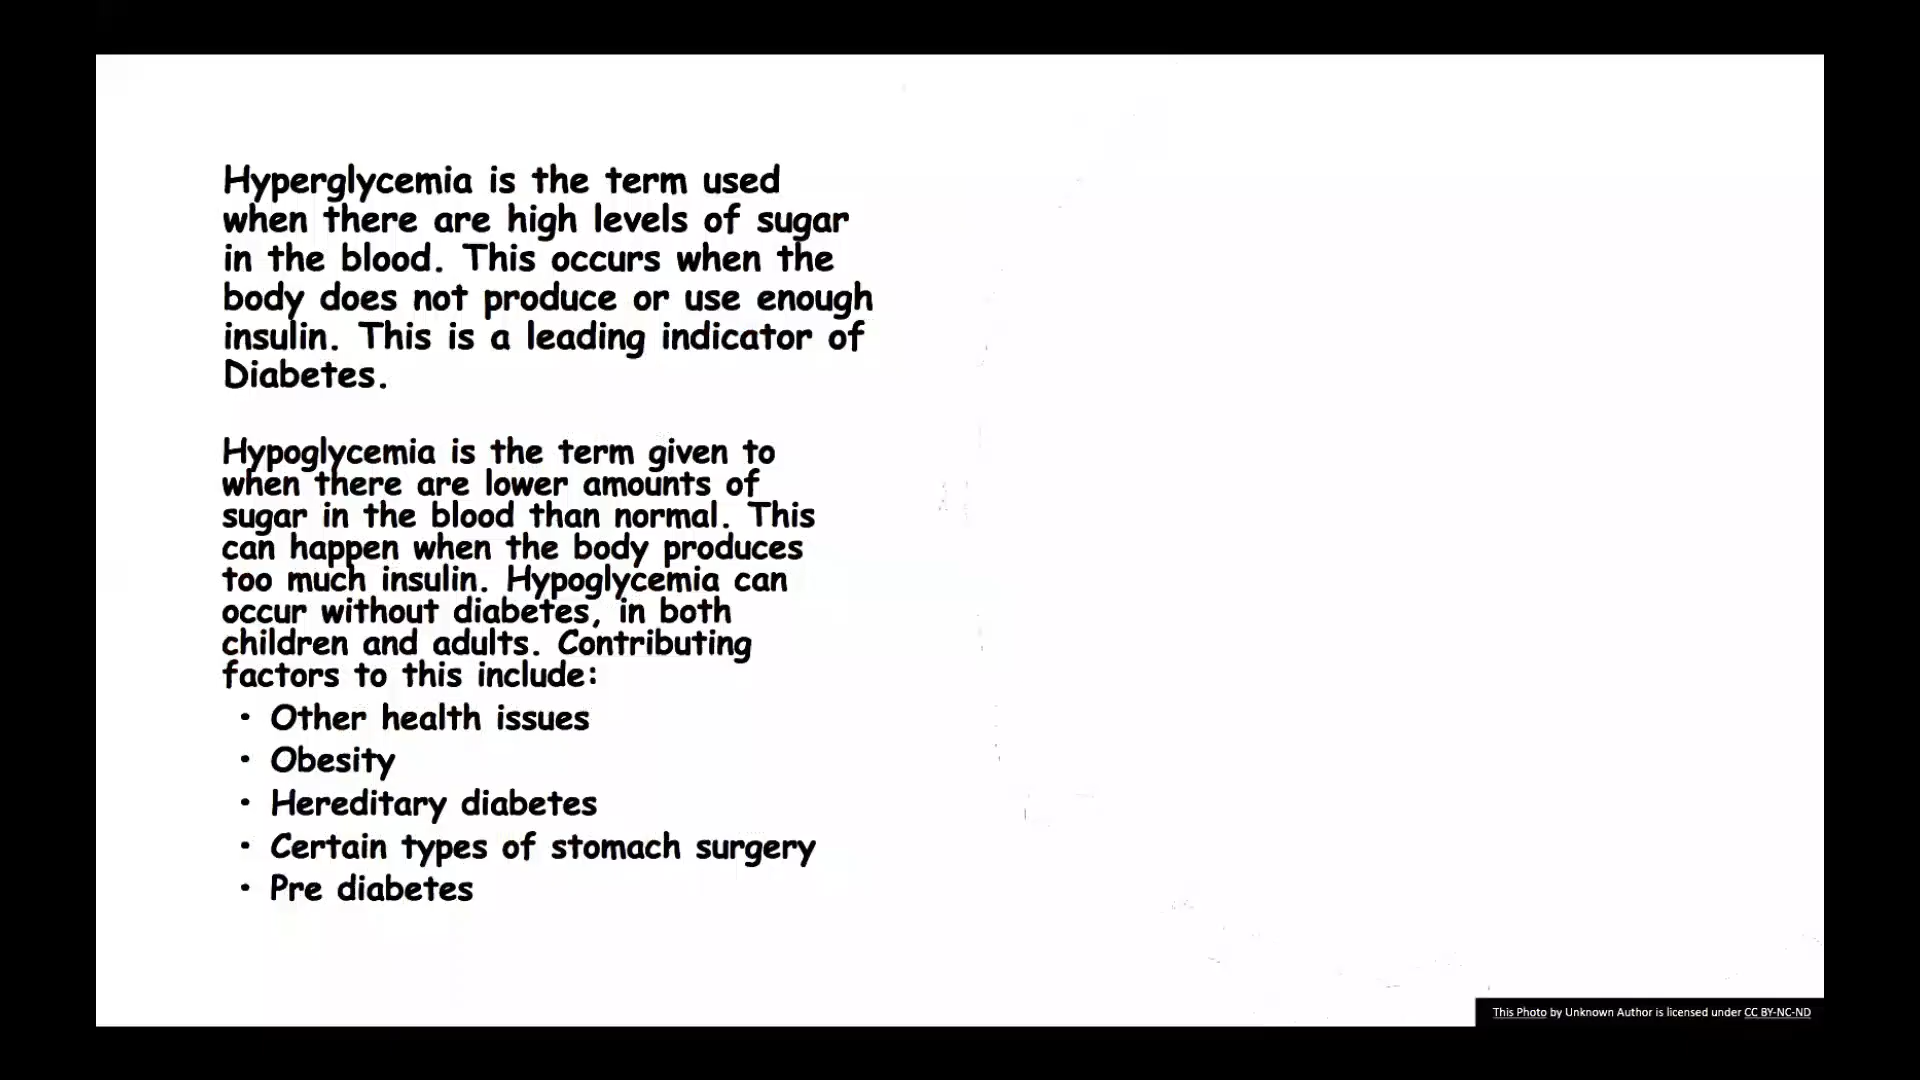 Hyperglycemia is the term used
when there are high levels of sugar
in the blood. This occurs when the
body does not produce or use enough
insulin. This is a leading indicator of
Diabetes.
Hypoglycemia is the term given to
when there are lower amounts of
sugar in the blood than normal. This
can happen when the body produces
too much insulin. Hypoglycemia can
occur without diabetes, in both
children and adults. Contributing
factors to this include:
• Other health issues
• Obesity
• Hereditary diabetes
• Certain types of stomach surgery
• Pre diabetes
This Photo by Unknown Author is licensed under CC BY-NC-ND